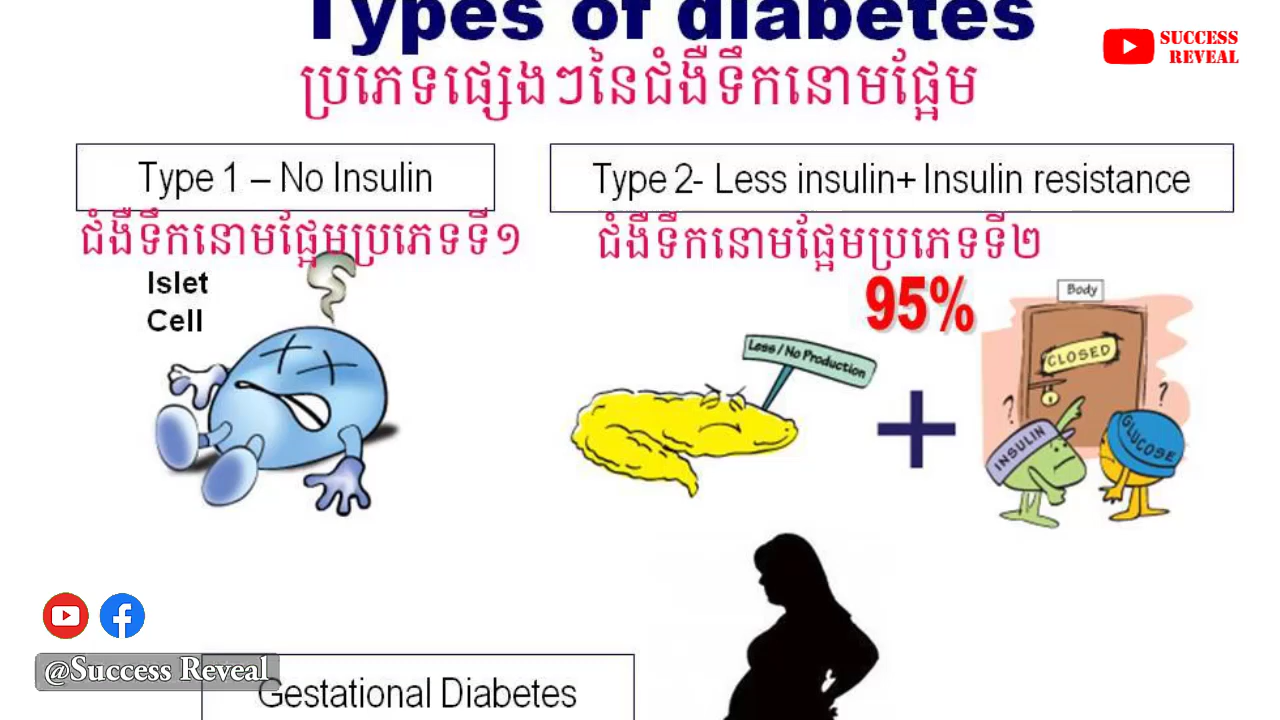 Types of diabetes
SUCCESS
REVEAL
ប្រភេទផ្សេងៗនៃជំងឺទឹកនោមផ្អែម
Type 1 – No Insulin
Type 2- Less insulin+ Insulin resistance
ជំងឺទឹកនោមផ្អែមប្រភេទទី១
ជំងឺទឹកនោមផ្អែមប្រភេទទី២
Islet
Cell
95%
Body
CLOSED
Less / No Production
INSULIN
GLUCOSE
@Success Reveal
Gestational Diabetes